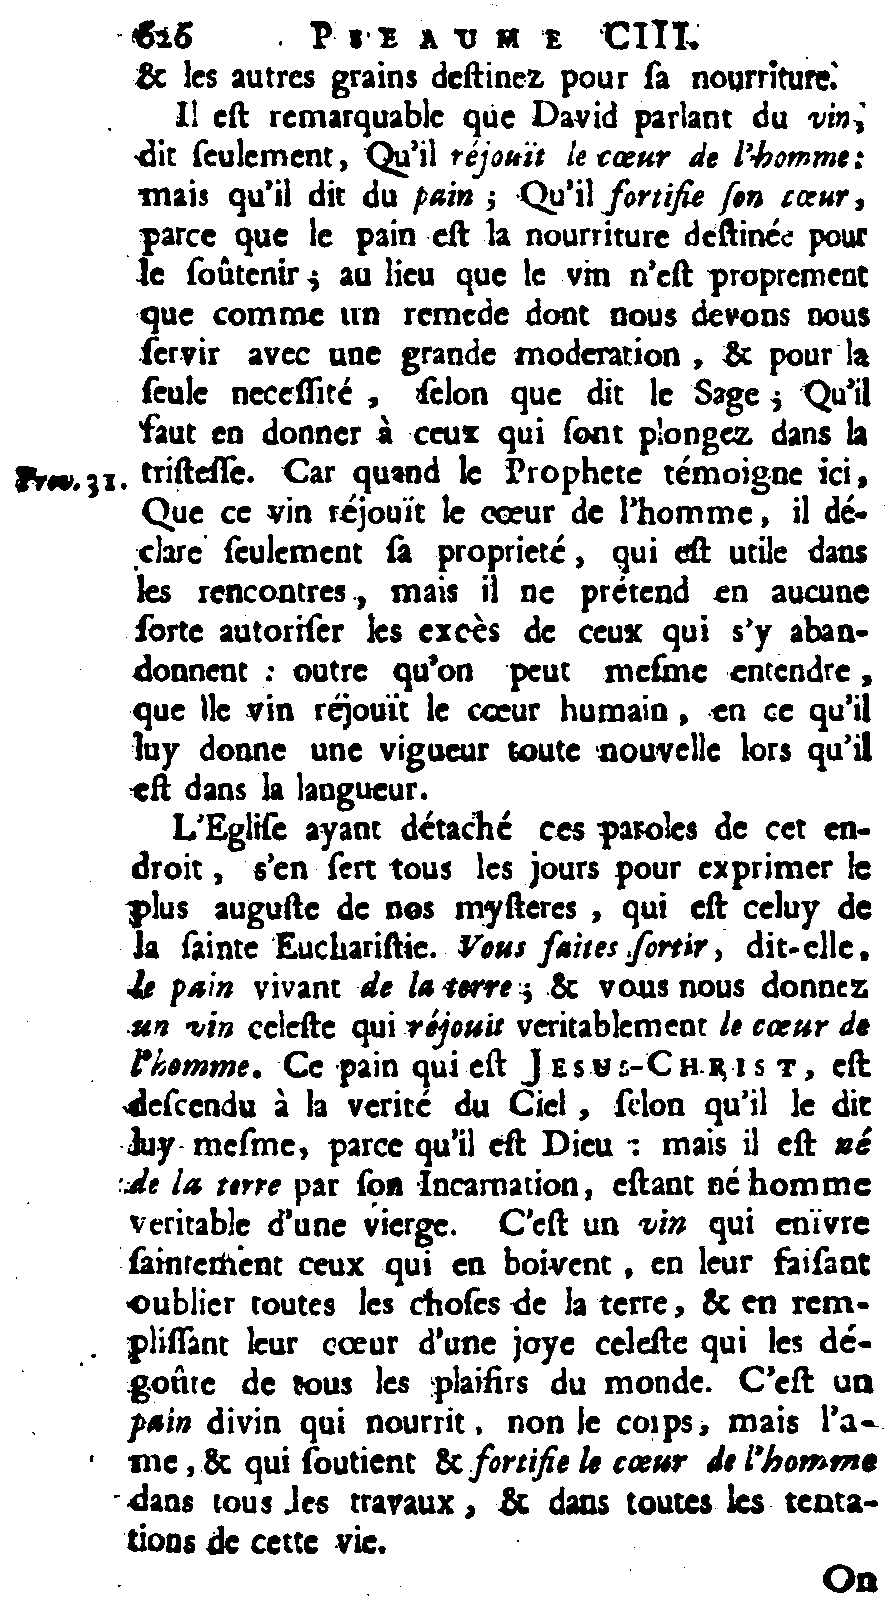 626 PSEAUME CIII.
& les autres grains deſtinez pour ſa nourriture.
Il eſt remarquable que David parlant du vin,
dit ſeulement, Qu'il réjouït le cœur de l'homme:
mais qu'il dit du pain; Qu'il fortifie ſon cœur,
parce que le pain eſt la nourriture deſtinée pour
le ſoûtenir; au lieu que le vin n'eſt proprement
que comme un remede dont nous devons nous
ſervir avec une grande moderation, & pour la
ſeule neceſſité, ſelon que dit le Sage; Qu'il
faut en donner à ceux qui ſont plongez dans la
Prov. 31. triſteſſe. Car quand le Prophete témoigne ici,
Que ce vin réjouït le cœur de l'homme, il dé-
clare ſeulement ſa proprieté, qui eſt utile dans
les rencontres, mais il ne prétend en aucune
ſorte autoriſer les excès de ceux qui s'y aban-
donnent: outre qu'on peut meſme entendre,
que lle vin réjouït le cœur humain, en ce qu'il
luy donne une vigueur toute nouvelle lors qu'il
eſt dans la langueur.
L'Egliſe ayant détaché ces paroles de cet en-
droit, s'en ſert tous les jours pour exprimer le
plus auguſte de nos myſteres, qui eſt celuy de
la ſainte Euchariſtie. Vous faites ſortir, dit-elle,
le pain vivant de la terre; & vous nous donnez
un vin celeſte qui réjouit veritablement le cœur de
l'homme. Ce pain qui eſt JESUS-CHRIST, eſt
deſcendu à la verité du Ciel, ſelon qu'il le dit
luy-meſme, parce qu'il eſt Dieu: mais il eſt né
de la terre par ſon Incarnation, eſtant né homme
veritable d'une vierge. C'eſt un vin qui enïvre
ſaintement ceux qui en boivent, en leur faiſant
oublier toutes les choſes de la terre, & en rem-
pliſſant leur cœur d'une joye celeſte qui les dé-
goûte de tous les plaiſirs du monde. C'eſt un
pain divin qui nourrit, non le corps, mais l'a-
me, & qui ſoutient & fortifie le cœur de l'homme
dans tous les travaux, & dans toutes les tenta-
tions de cette vie.
On